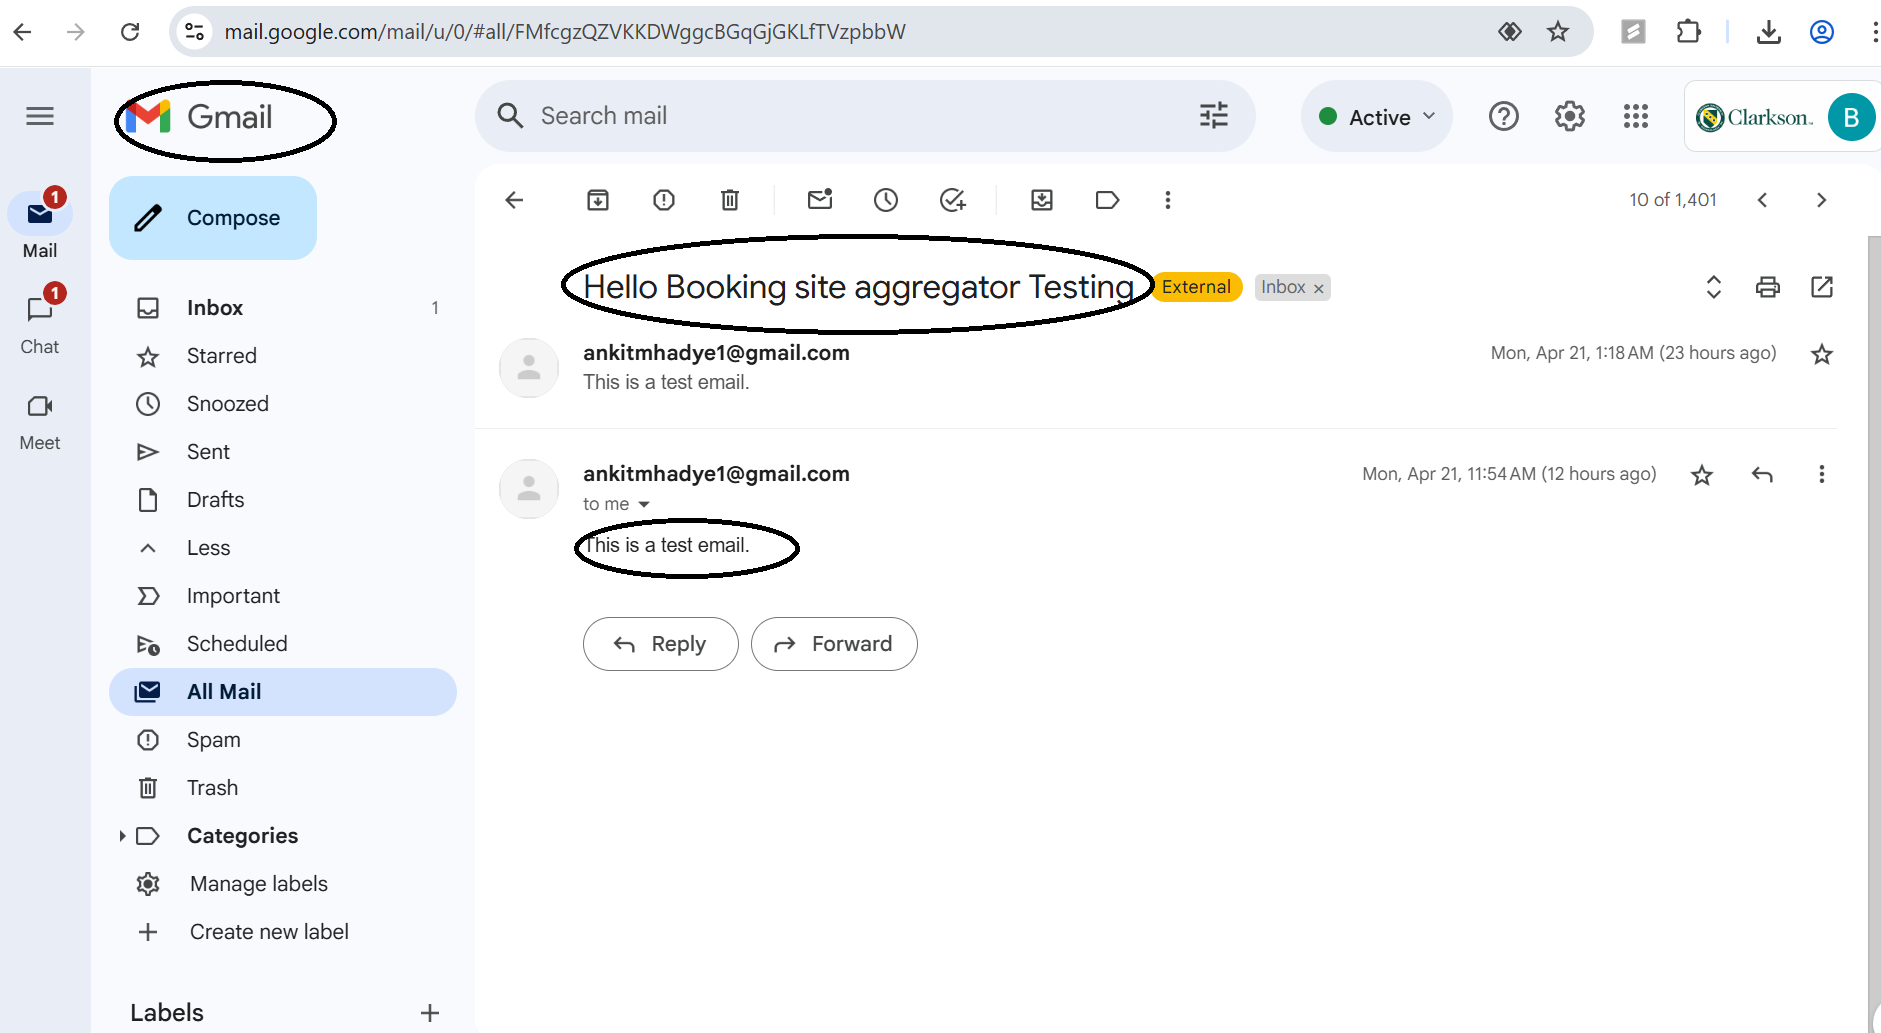 mail.google.com/mail/u/0/#all/FMfcgzQZVKKDWggcBGqGjGKLfTVzpbbW
Gmail
Search mail
Active
Clarkson
B
1
Mail
1
Chat
Meet
Compose
Inbox 1
Starred
Snoozed
Sent
Drafts
Less
Important
Scheduled
All Mail
Spam
Trash
Categories
Manage labels
Create new label
Labels
10 of 1,401
Hello Booking site aggregator Testing External Inbox x
ankitmhadye1@gmail.com Mon, Apr 21, 1:18 AM (23 hours ago)
This is a test email.
ankitmhadye1@gmail.com Mon, Apr 21, 11:54 AM (12 hours ago)
to me
This is a test email.
Reply Forward